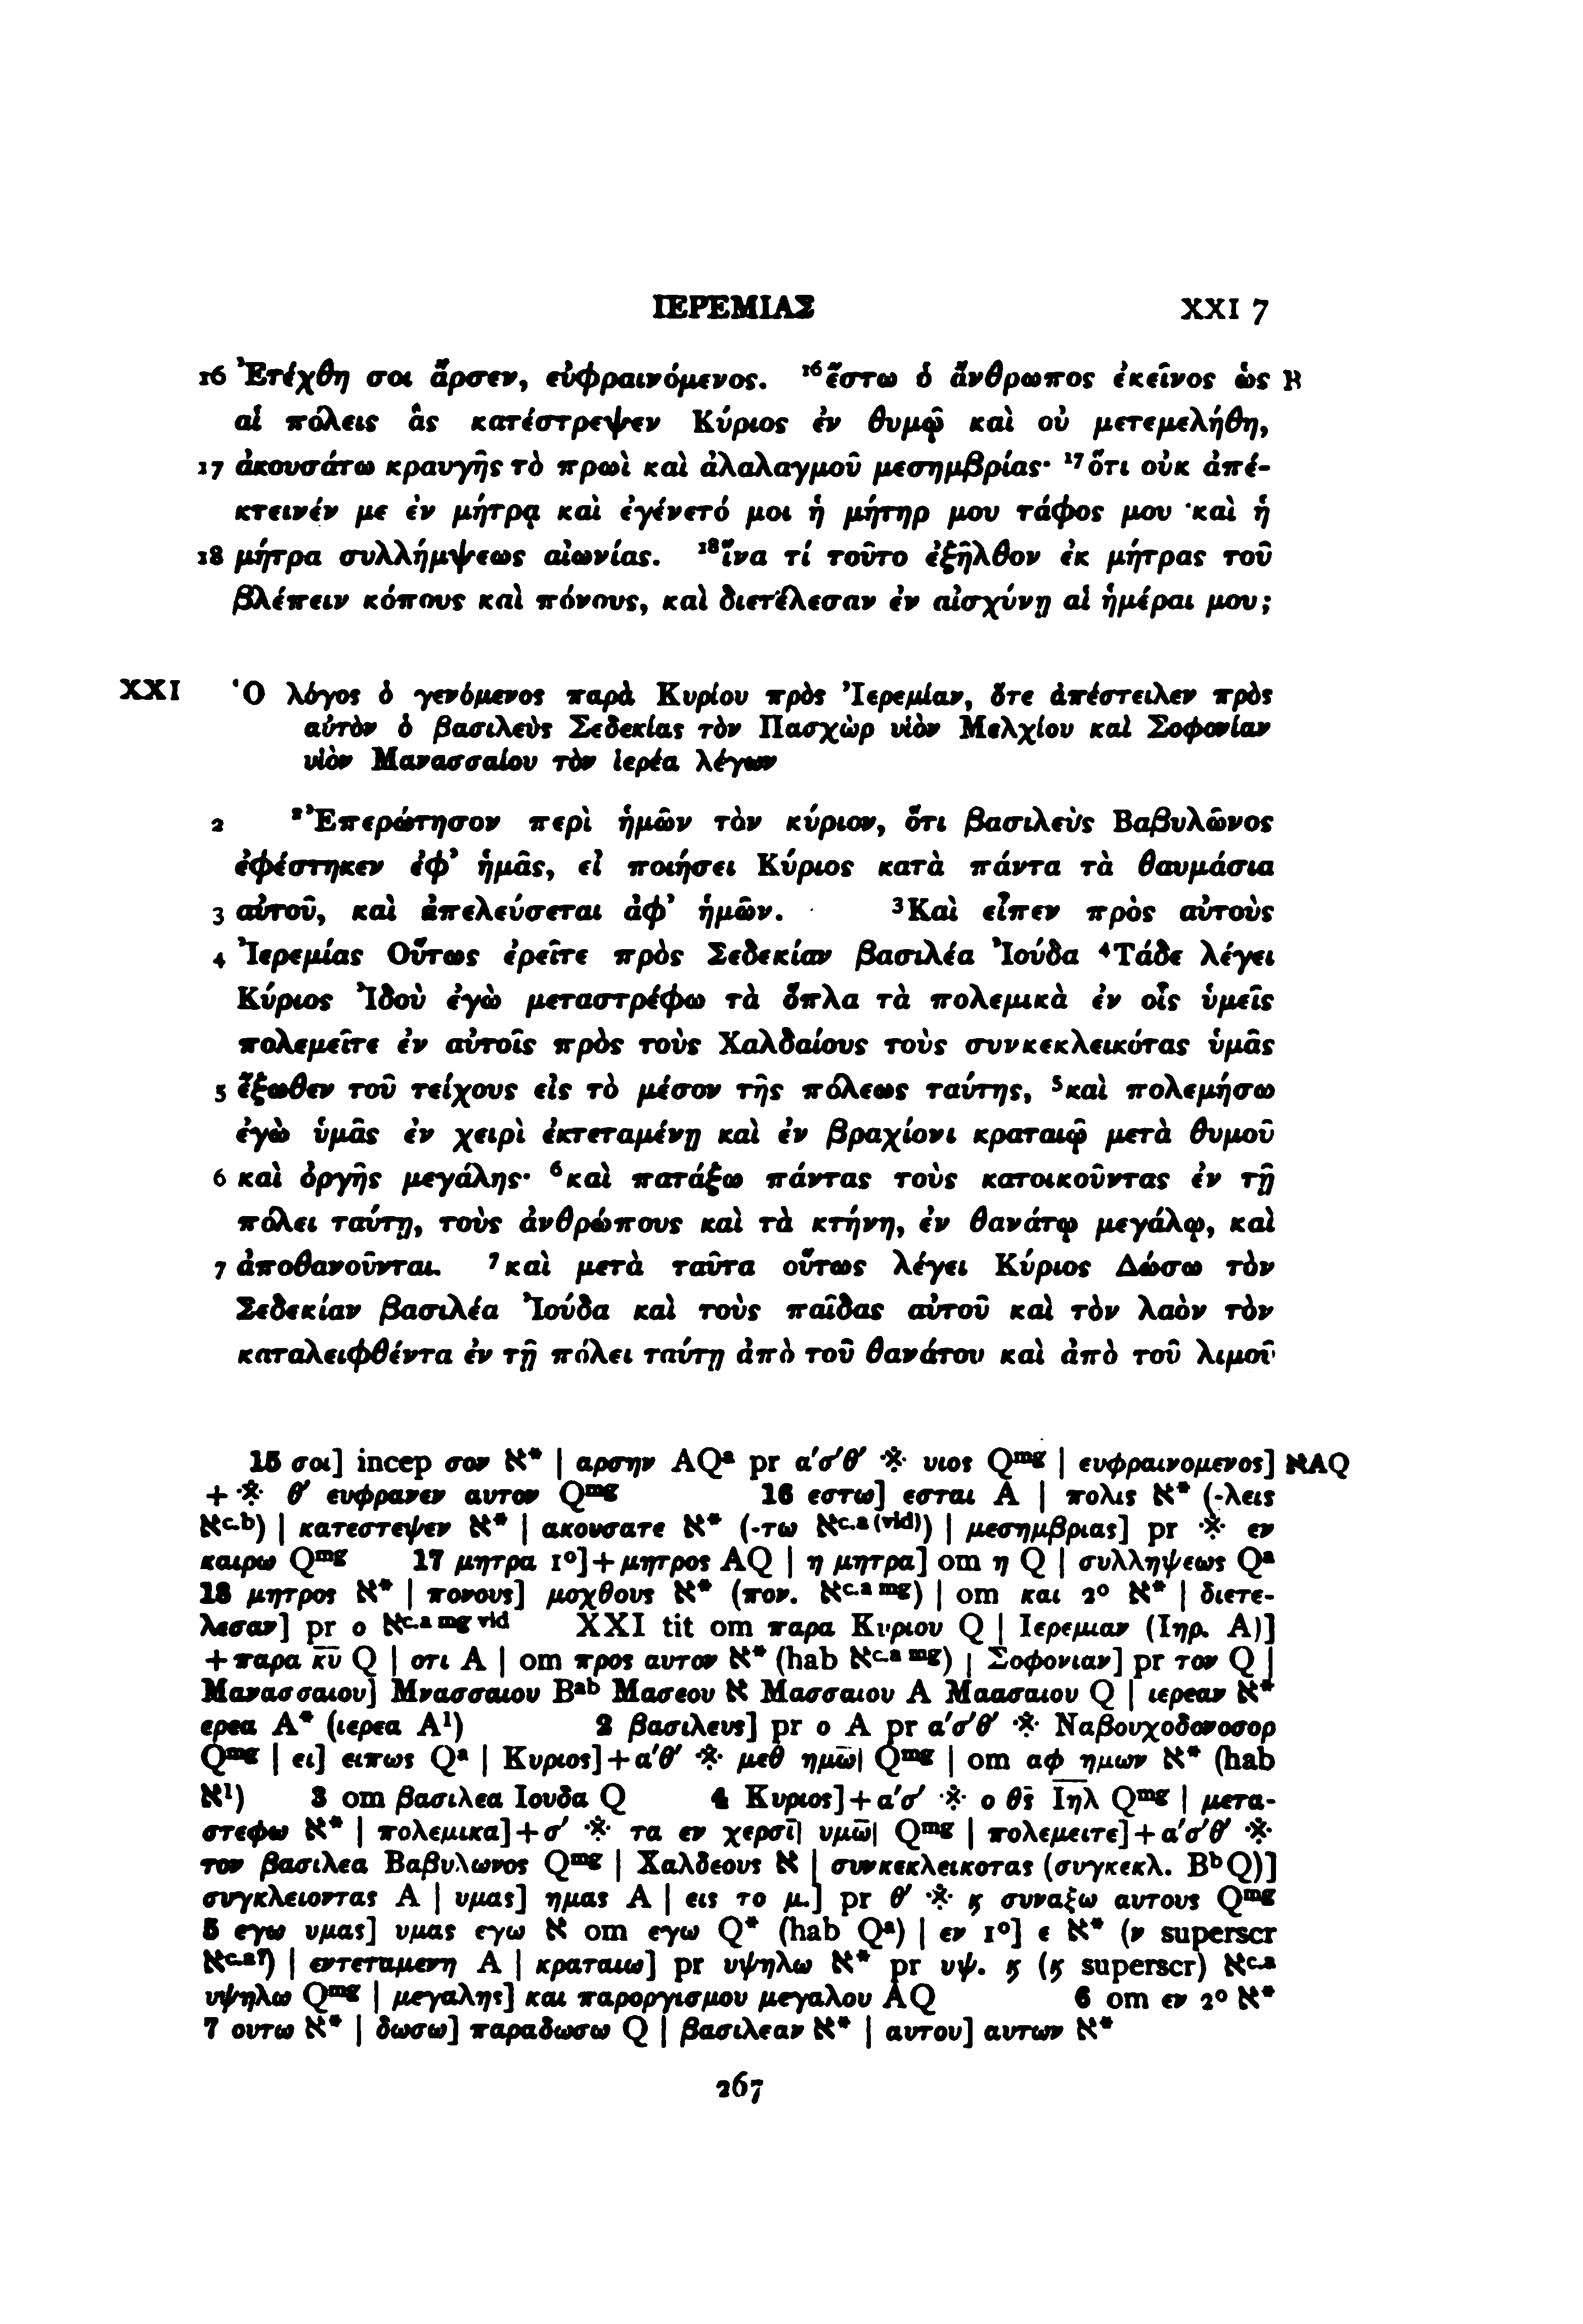 ΙΕΡΕΜΙΑΣ XXI 7
16 Ἐτέχθη σοι ἄρσεν, εὐφραινόμενος. ¹⁶ἔστω ὁ ἄνθρωπος ἐκεῖνος ὡς B
αἱ πόλεις ἃς κατέστρεψεν Κύριος ἐν θυμῷ καὶ οὐ μετεμελήθη,
17 ἀκουσάτω κραυγῆς τὸ πρωὶ καὶ ἀλαλαγμοῦ μεσημβρίας· ¹⁷ὅτι οὐκ ἀπέ-
κτεινέν με ἐν μήτρᾳ καὶ ἐγένετό μοι ἡ μήτηρ μου τάφος μου καὶ ἡ
18 μήτρα συλλήμψεως αἰωνίας. ¹⁸ἵνα τί τοῦτο ἐξῆλθον ἐκ μήτρας τοῦ
βλέπειν κόπους καὶ πόνους, καὶ διετέλεσαν ἐν αἰσχύνῃ αἱ ἡμέραι μου;
XXI Ὁ λόγος ὁ γενόμενος παρὰ Κυρίου πρὸς Ἰερεμίαν, ὅτε ἀπέστειλεν πρὸς
αὐτὸν ὁ βασιλεὺς Σεδεκίας τὸν Πασχὼρ υἱὸν Μελχίου καὶ Σοφονίαν
υἱὸν Μανασσαίου τὸν ἱερέα λέγων
2 ²Ἐπερώτησον περὶ ἡμῶν τὸν κύριον, ὅτι βασιλεὺς Βαβυλῶνος
ἐφέστηκεν ἐφ’ ἡμᾶς, εἰ ποιήσει Κύριος κατὰ πάντα τὰ θαυμάσια
3 αὐτοῦ, καὶ ἀπελεύσεται ἀφ’ ἡμῶν. ³Καὶ εἶπεν πρὸς αὐτοὺς
4 Ἰερεμίας Οὕτως ἐρεῖτε πρὸς Σεδεκίαν βασιλέα Ἰούδα ⁴Τάδε λέγει
Κύριος Ἰδοὺ ἐγὼ μεταστρέφω τὰ ὅπλα τὰ πολεμικὰ ἐν οἷς ὑμεῖς
πολεμεῖτε ἐν αὐτοῖς πρὸς τοὺς Χαλδαίους τοὺς συνκεκλεικότας ὑμᾶς
5 ἔξωθεν τοῦ τείχους εἰς τὸ μέσον τῆς πόλεως ταύτης, ⁵καὶ πολεμήσω
ἐγὼ ὑμᾶς ἐν χειρὶ ἐκτεταμένῃ καὶ ἐν βραχίονι κραταιῷ μετὰ θυμοῦ
6 καὶ ὀργῆς μεγάλης· ⁶καὶ πατάξω πάντας τοὺς κατοικοῦντας ἐν τῇ
πόλει ταύτῃ, τοὺς ἀνθρώπους καὶ τὰ κτήνη, ἐν θανάτῳ μεγάλῳ, καὶ
7 ἀποθανοῦνται. ⁷καὶ μετὰ ταῦτα οὕτως λέγει Κύριος Δώσω τὸν
Σεδεκίαν βασιλέα Ἰούδα καὶ τοὺς παῖδας αὐτοῦ καὶ τὸν λαὸν τὸν
καταλειφθέντα ἐν τῇ πόλει ταύτῃ ἀπὸ τοῦ θανάτου καὶ ἀπὸ τοῦ λιμοῦ
15 σοι] incep σον ℵ* | αρσην AQᵃ pr α′σ′θ′ ※ υιος Qᵐᵍ | ευφραινομενος] ℵAQ
+ ※ θ′ ευφρανεν αυτον Qᵐᵍ 16 εστω] εσται A | πολις ℵ* (-λεις
ℵᶜ·ᵇ) | κατεστεψεν ℵ* | ακουσατε ℵ* (-τω ℵᶜ·ᵃ⁽ᵛⁱᵈ⁾) | μεσημβριας] pr ※ εν
καιρω Qᵐᵍ 17 μητρα 1º]+μητρος AQ | η μητρα] om η Q | συλληψεως Qᵃ
18 μητρος ℵ* | πονους] μοχθους ℵ* (πον. ℵᶜ·ᵃ ᵐᵍ) | om και 2º ℵ* | διετε-
λεσαν] pr ο ℵᶜ·ᵃ ᵐᵍ ᵛⁱᵈ XXI tit om παρα Κυριου Q | Ιερεμιαν (Ιηρ. A)]
+παρα κ̅υ̅ Q | οτι A | om προς αυτον ℵ* (hab ℵᶜ·ᵃ ᵐᵍ) | Σοφονιαν] pr τον Q |
Μανασσαιου] Μνασσαιου Bᵃᵇ Μασεου ℵ Μασσαιου A Μαασαιου Q | ιερεαν ℵ*
ερεα A* (ιερεα A¹) 2 βασιλευς] pr ο A pr α′σ′θ′ ※ Ναβουχοδονοσορ
Qᵐᵍ | ει] ειπως Qᵃ | Κυριος]+α′θ′ ※ μεθ ημω̅| Qᵐᵍ | om αφ ημων ℵ* (hab
ℵ¹) 3 om βασιλεα Ιουδα Q 4 Κυριος]+α′σ′ ※ ο θ̅ς̅ Ι̅η̅λ̅ Qᵐᵍ | μετα-
στεφω ℵ* | πολεμικα]+σ′ ※ τα εν χερσι̅| υμω̅| Qᵐᵍ | πολεμειτε]+α′σ′θ′ ※
τον βασιλεα Βαβυλωνος Qᵐᵍ | Χαλδεους ℵ | συνκεκλεικοτας (συγκεκλ. BᵇQ)]
συγκλειοντας A | υμας] ημας A | εις το μ.] pr θ′ ※ ϗ συναξω αυτους Qᵐᵍ
5 εγω υμας] υμας εγω ℵ om εγω Q* (hab Qᵃ) | εν 1º] ε ℵ* (ν superscr
ℵᶜ·ᵃ?) | εντεταμενη A | κραταιω] pr υψηλω ℵ* pr υψ. ϗ (ϗ superscr) ℵᶜ·ᵃ
υψηλω Qᵐᵍ | μεγαλης] και παροργισμου μεγαλου AQ 6 om εν 2º ℵ*
7 ουτω ℵ* | δωσω] παραδωσω Q | βασιλεαν ℵ* | αυτου] αυτων ℵ*
267